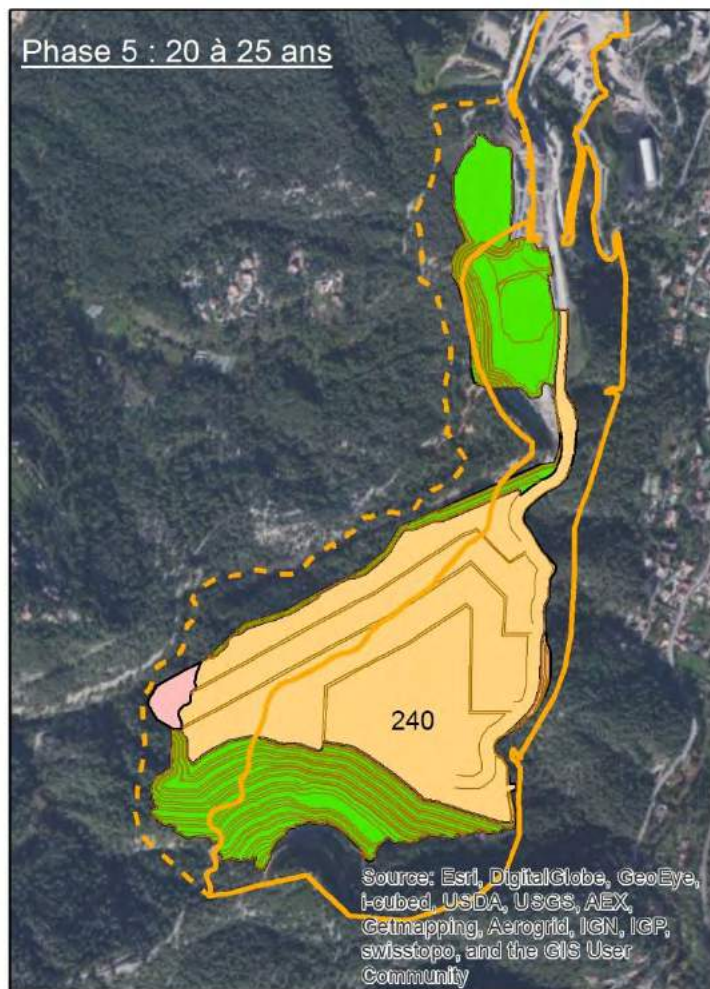 Phase 5 : 20 à 25 ans
240
Source: Esri, DigitalGlobe, GeoEye,
i-cubed, USDA, USGS, AEX,
Getmapping, Aerogrid, IGN, IGP,
swisstopo, and the GIS User
Community